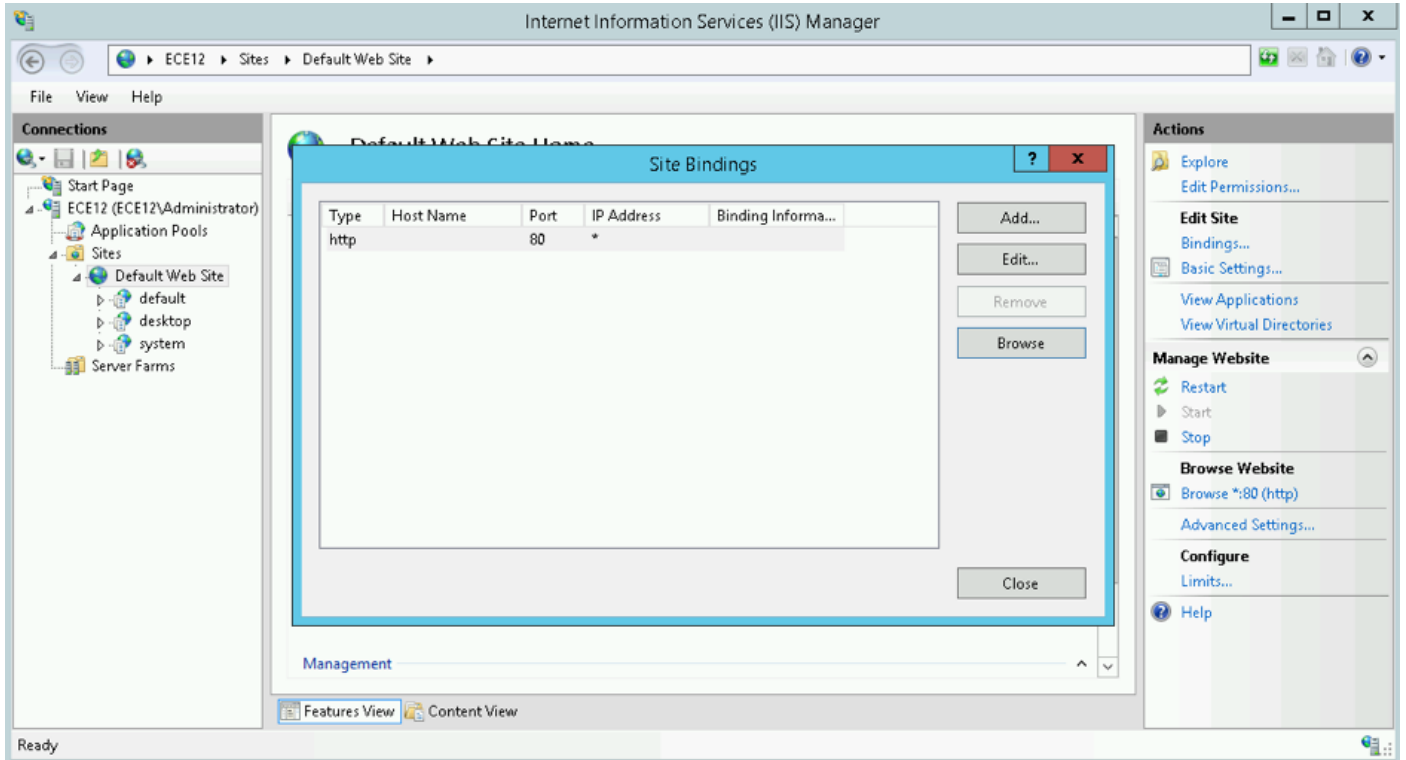 Internet Information Services (IIS) Manager
ECE12 Sites Default Web Site
File View Help
Connections
Start Page
ECE12 (ECE12\Administrator)
Application Pools
Sites
Default Web Site
default
desktop
system
Server Farms
Default Web Site Home
Site Bindings
? x
Type Host Name Port IP Address Binding Informa...
http 80 *
Add...
Edit...
Remove
Browse
Close
Management
Features View Content View
Actions
Explore
Edit Permissions...
Edit Site
Bindings...
Basic Settings...
View Applications
View Virtual Directories
Manage Website
Restart
Start
Stop
Browse Website
Browse *:80 (http)
Advanced Settings...
Configure
Limits...
Help
Ready